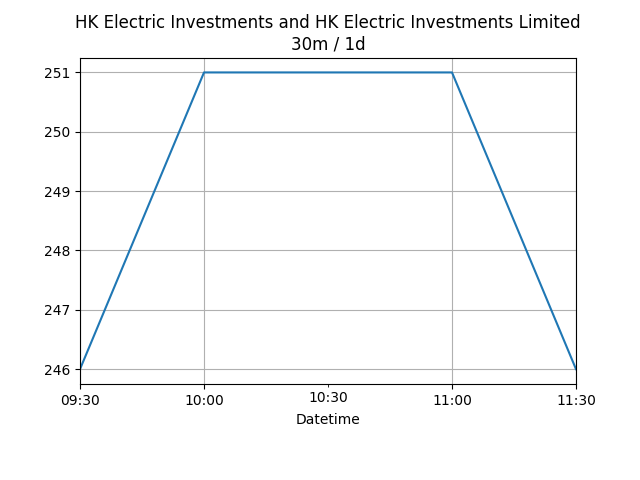 HK Electric Investments and HK Electric Investments Limited
30m / 1d
251
250
249
248
247
246
09:30 10:00 10:30 11:00 11:30
Datetime